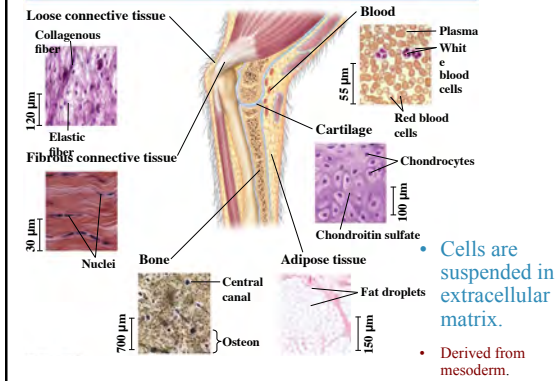 Loose connective tissue
Collagenous
fiber
120 µm
Elastic
fiber
Fibrous connective tissue
30 µm
Nuclei
Bone
Central
canal
700 µm
Osteon
Blood
Plasma
Whit
e blood
cells
55 µm
Red blood
cells
Cartilage
Chondrocytes
100 µm
Chondroitin sulfate
Adipose tissue
Fat droplets
150 µm
• Cells are
suspended in
extracellular
matrix.
• Derived from
mesoderm.